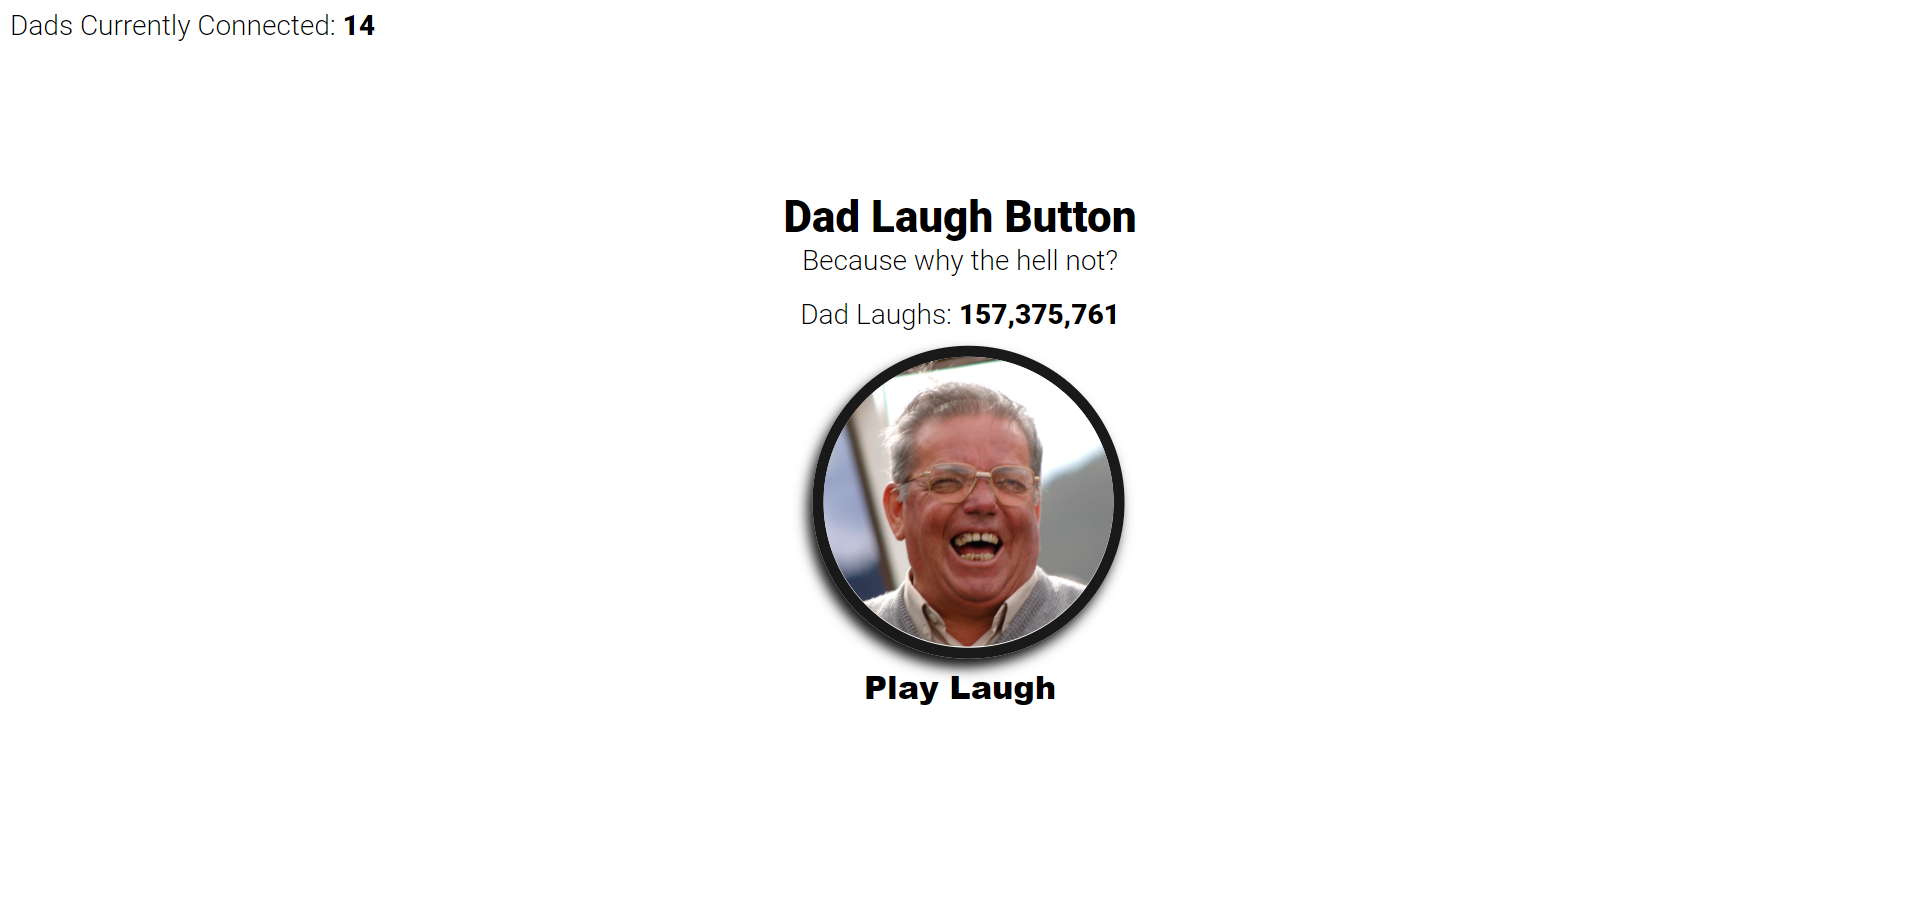 Dads Currently Connected: 14
Dad Laugh Button
Because why the hell not?
Dad Laughs: 157,375,761
Play Laugh